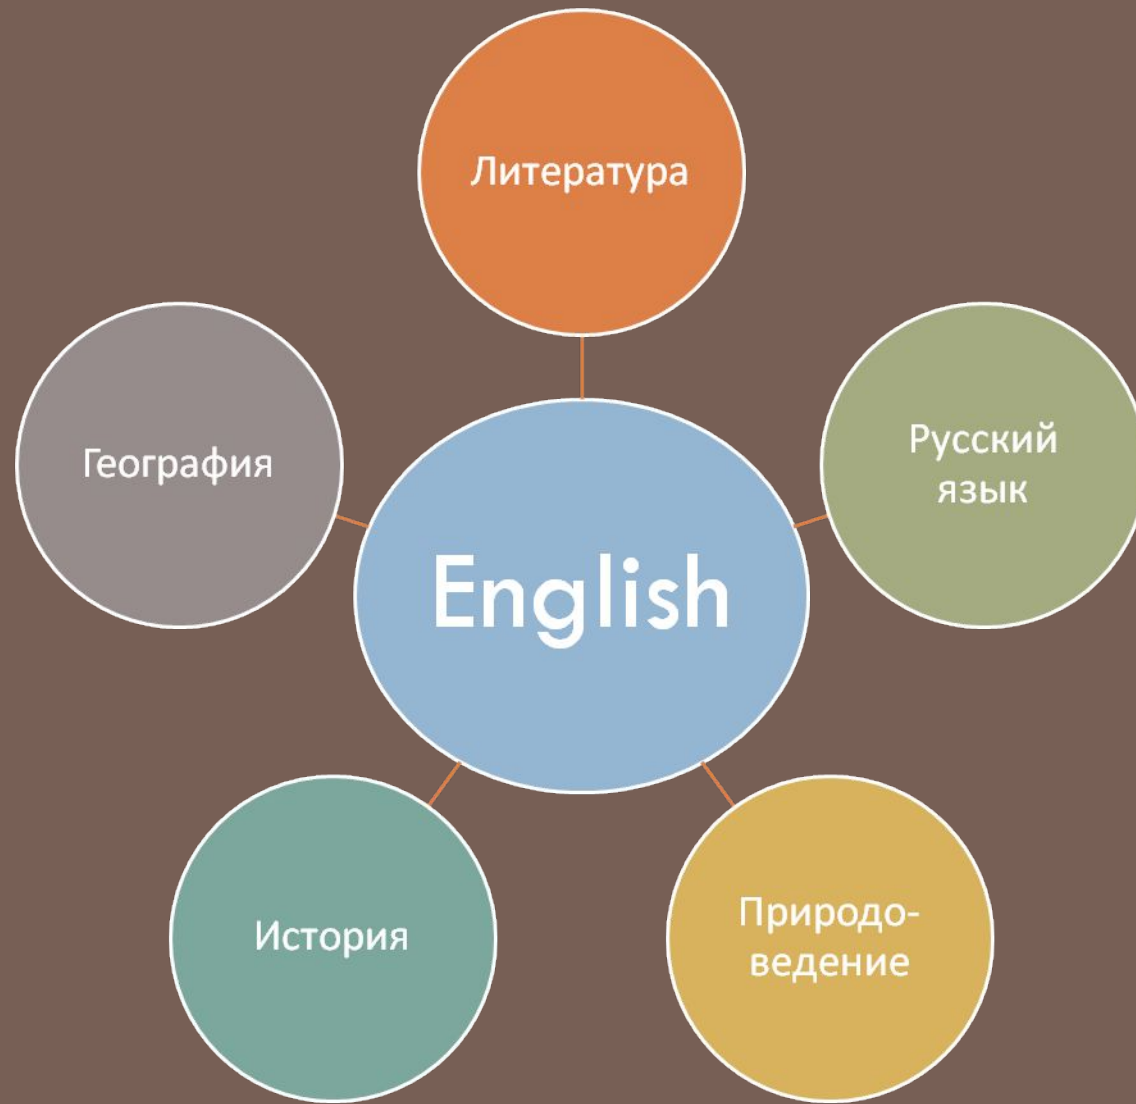 Литература
География
Русский
язык
English
История
Природо-
ведение